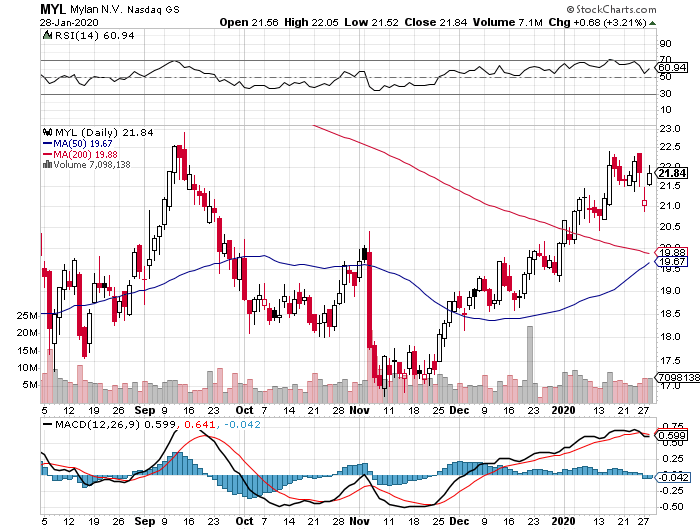 MYL Mylan N.V. Nasdaq GS © StockCharts.com
28-Jan-2020 Open 21.56 High 22.05 Low 21.52 Close 21.84 Volume 7.1M Chg +0.68 (+3.21%)
RSI(14) 60.94
90
70
60.94
50
30
10
MYL (Daily) 21.84
MA(50) 19.67
MA(200) 19.88
Volume 7,098,138
23.0
22.5
22.0
21.84
21.5
21.0
20.5
20.0
19.88
19.67
19.5
19.0
18.5
18.0
17.5
7098138
17.0
25M
20M
15M
10M
5M
5 12 19 26 Sep 9 16 23 Oct 7 14 21 28 Nov 11 18 25 Dec 9 16 23 2020 13 21 27
MACD(12,26,9) 0.599, 0.641, -0.042
0.75
0.599
0.50
0.25
0.00
-0.042
-0.25
-0.50
5 12 19 26 Sep 9 16 23 Oct 7 14 21 28 Nov 11 18 25 Dec 9 16 23 2020 13 21 27